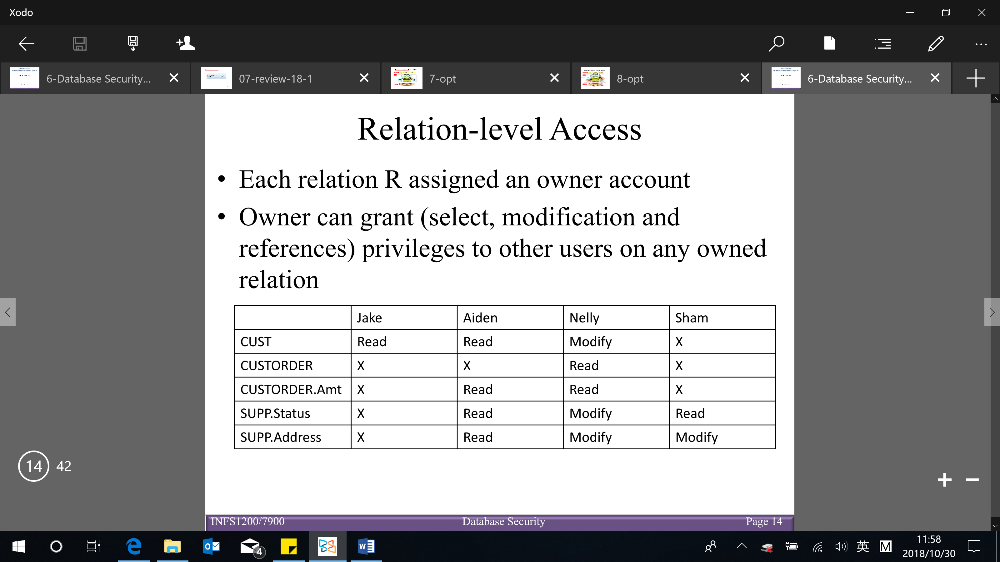 Xodo
6-Database Security...
07-review-18-1
7-opt
8-opt
6-Database Security...
Relation-level Access
• Each relation R assigned an owner account
• Owner can grant (select, modification and
references) privileges to other users on any owned
relation
Jake Aiden Nelly Sham
CUST Read Read Modify X
CUSTORDER X X Read X
CUSTORDER.Amt X Read Read X
SUPP.Status X Read Modify Read
SUPP.Address X Read Modify Modify
14 42
INFS1200/7900 Database Security Page 14
4
英
M
11:58
2018/10/30